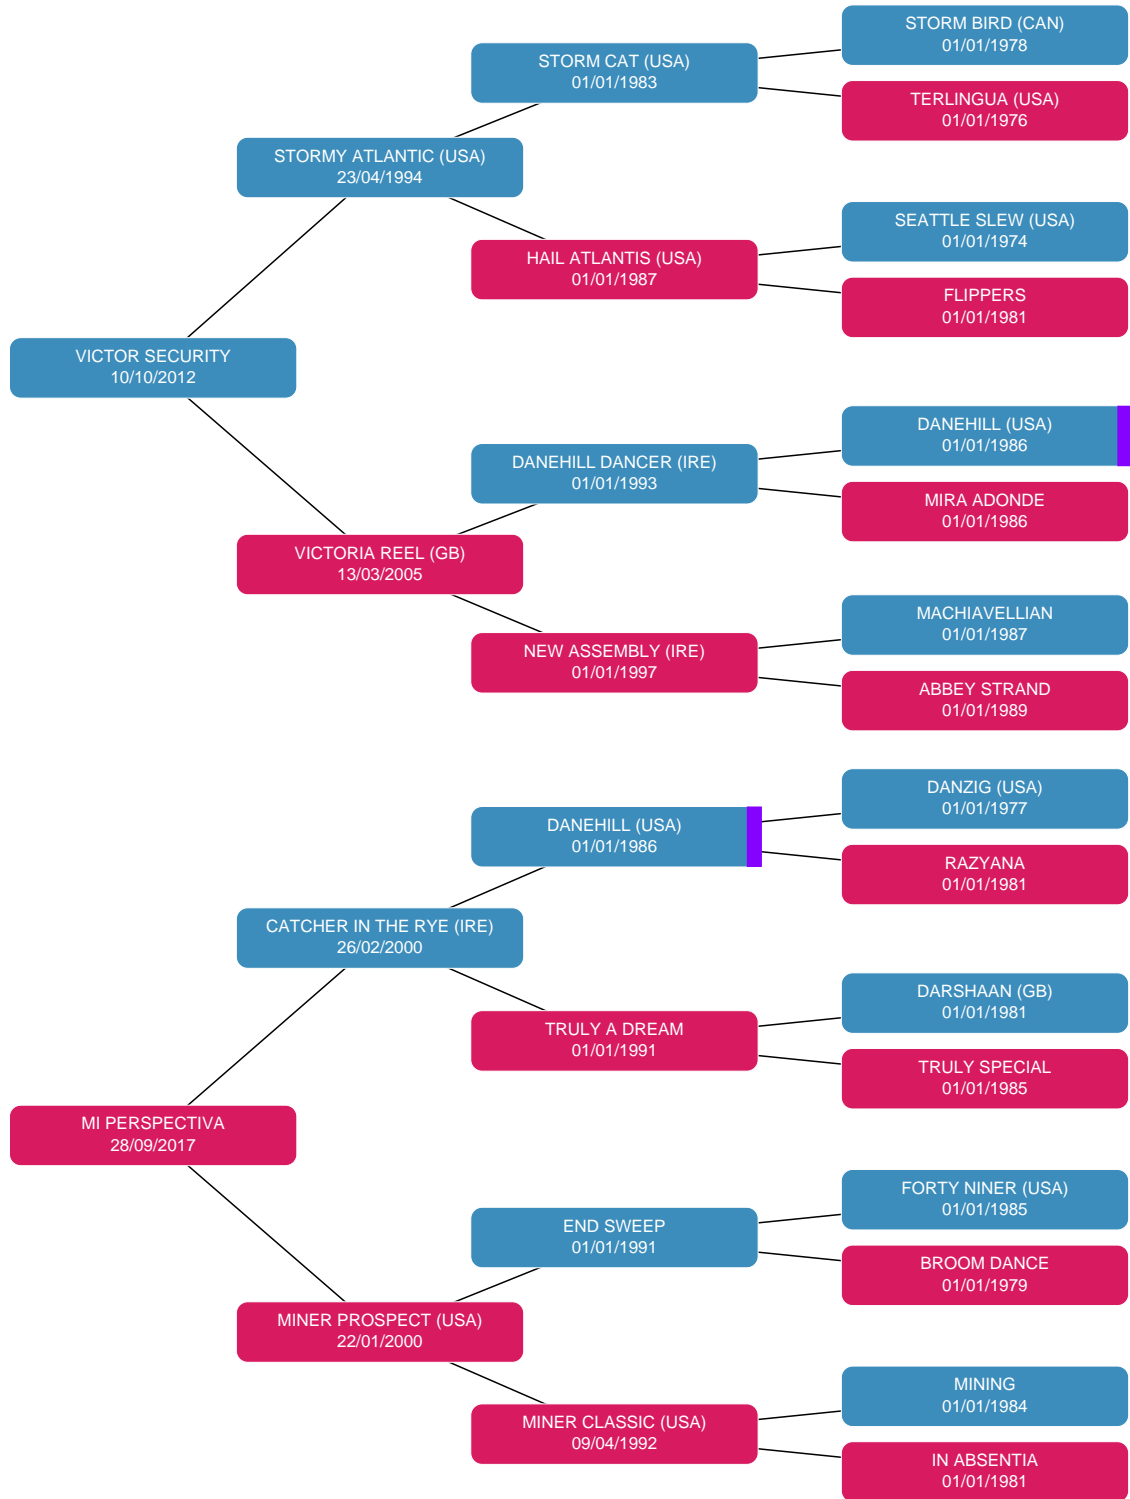 STORM BIRD (CAN)
01/01/1978
STORM CAT (USA)
01/01/1983
TERLINGUA (USA)
01/01/1976
STORMY ATLANTIC (USA)
23/04/1994
SEATTLE SLEW (USA)
01/01/1974
HAIL ATLANTIS (USA)
01/01/1987
FLIPPERS
01/01/1981
VICTOR SECURITY
10/10/2012
DANEHILL (USA)
01/01/1986
DANEHILL DANCER (IRE)
01/01/1993
MIRA ADONDE
01/01/1986
VICTORIA REEL (GB)
13/03/2005
MACHIAVELLIAN
01/01/1987
NEW ASSEMBLY (IRE)
01/01/1997
ABBEY STRAND
01/01/1989
DANZIG (USA)
01/01/1977
DANEHILL (USA)
01/01/1986
RAZYANA
01/01/1981
CATCHER IN THE RYE (IRE)
26/02/2000
DARSHAAN (GB)
01/01/1981
TRULY A DREAM
01/01/1991
TRULY SPECIAL
01/01/1985
MI PERSPECTIVA
28/09/2017
FORTY NINER (USA)
01/01/1985
END SWEEP
01/01/1991
BROOM DANCE
01/01/1979
MINER PROSPECT (USA)
22/01/2000
MINING
01/01/1984
MINER CLASSIC (USA)
09/04/1992
IN ABSENTIA
01/01/1981